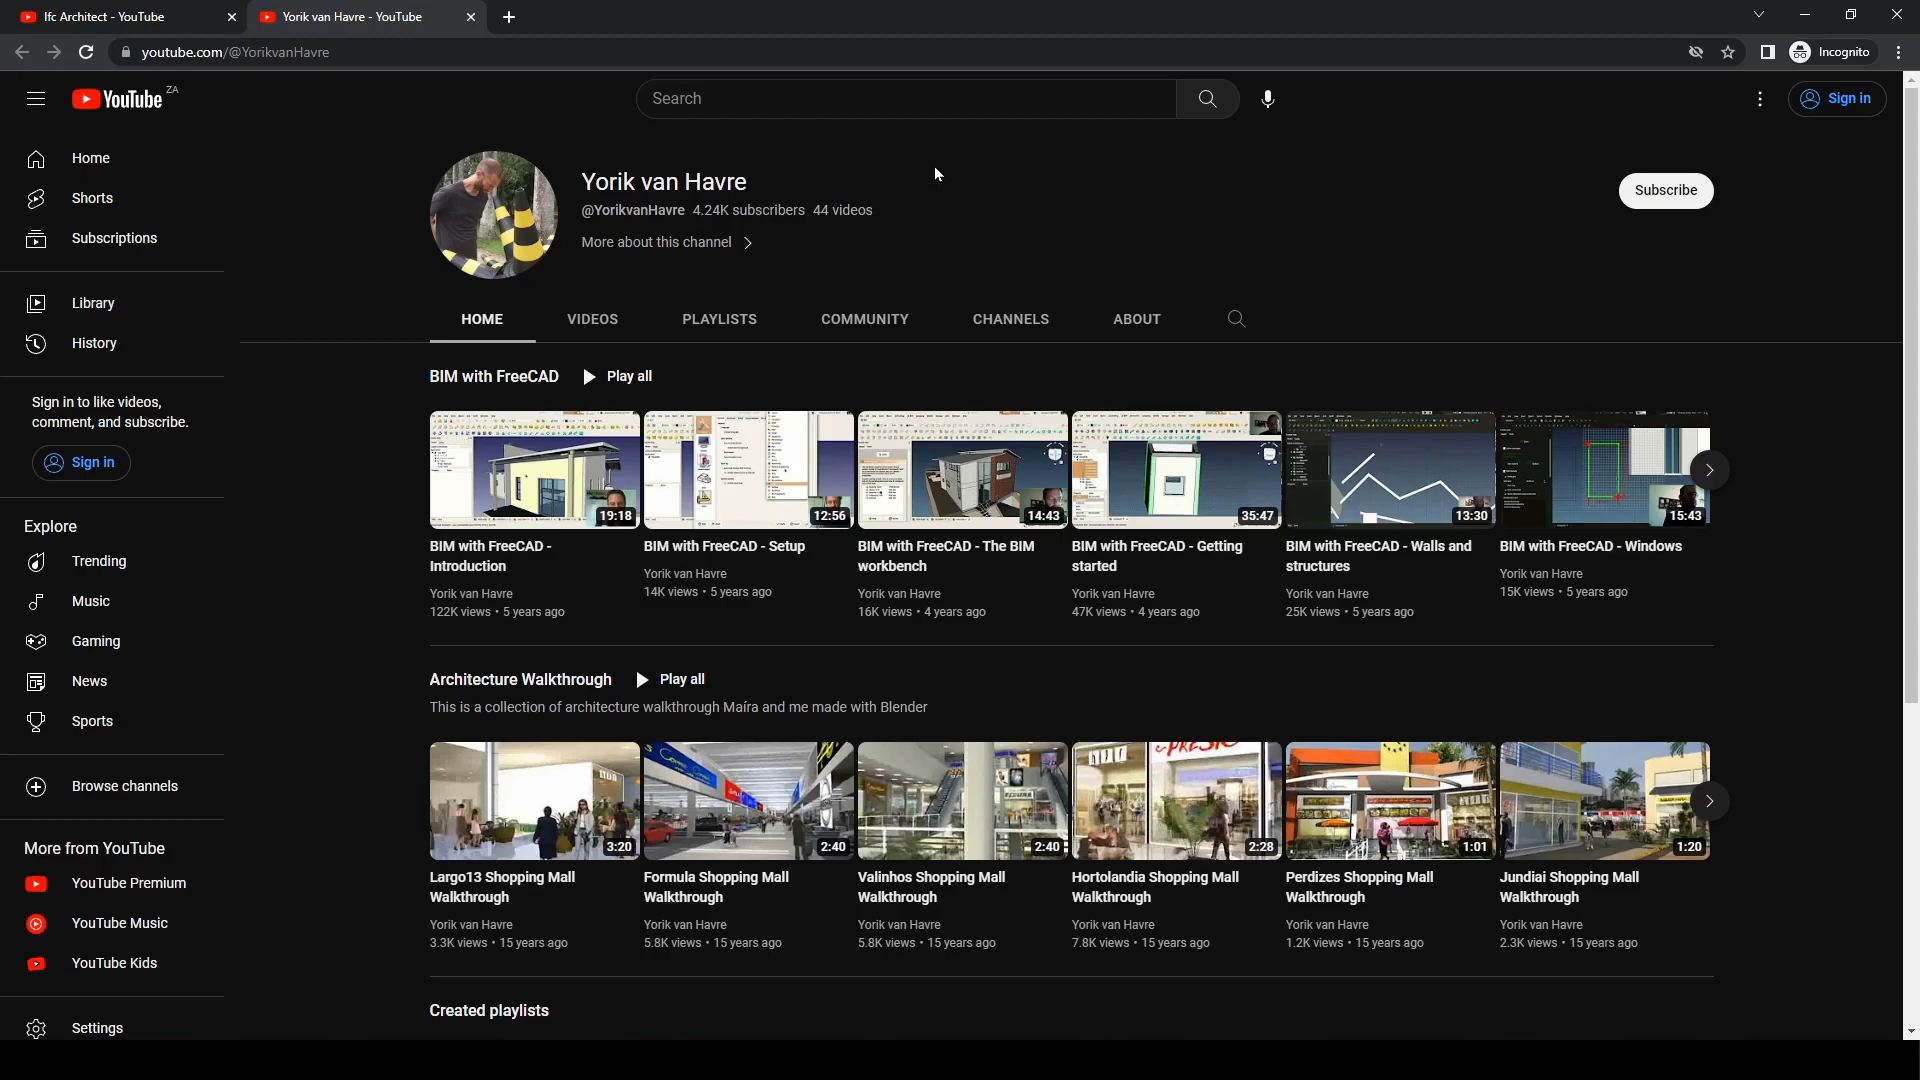 Ifc Architect - YouTube
Yorik van Havre - YouTube
youtube.com/@YorikvanHavre
Incognito
YouTube ZA
Search
Sign in
Home
Shorts
Subscriptions
Library
History
Sign in to like videos,
comment, and subscribe.
Sign in
Explore
Trending
Music
Gaming
News
Sports
Browse channels
More from YouTube
YouTube Premium
YouTube Music
YouTube Kids
Settings
Yorik van Havre
@YorikvanHavre 4.24K subscribers 44 videos
More about this channel
Subscribe
HOME VIDEOS PLAYLISTS COMMUNITY CHANNELS ABOUT
BIM with FreeCAD Play all
19:18
12:56
14:43
35:47
13:30
15:43
BIM with FreeCAD -
Introduction
Yorik van Havre
122K views • 5 years ago
BIM with FreeCAD - Setup
Yorik van Havre
14K views • 5 years ago
BIM with FreeCAD - The BIM
workbench
Yorik van Havre
16K views • 4 years ago
BIM with FreeCAD - Getting
started
Yorik van Havre
47K views • 4 years ago
BIM with FreeCAD - Walls and
structures
Yorik van Havre
25K views • 5 years ago
BIM with FreeCAD - Windows
Yorik van Havre
15K views • 5 years ago
Architecture Walkthrough Play all
This is a collection of architecture walkthrough Maíra and me made with Blender
3:20
2:40
2:40
2:28
1:01
1:20
Largo13 Shopping Mall
Walkthrough
Yorik van Havre
3.3K views • 15 years ago
Formula Shopping Mall
Walkthrough
Yorik van Havre
5.8K views • 15 years ago
Valinhos Shopping Mall
Walkthrough
Yorik van Havre
5.8K views • 15 years ago
Hortolandia Shopping Mall
Walkthrough
Yorik van Havre
7.8K views • 15 years ago
Perdizes Shopping Mall
Walkthrough
Yorik van Havre
1.2K views • 15 years ago
Jundiai Shopping Mall
Walkthrough
Yorik van Havre
2.3K views • 15 years ago
Created playlists